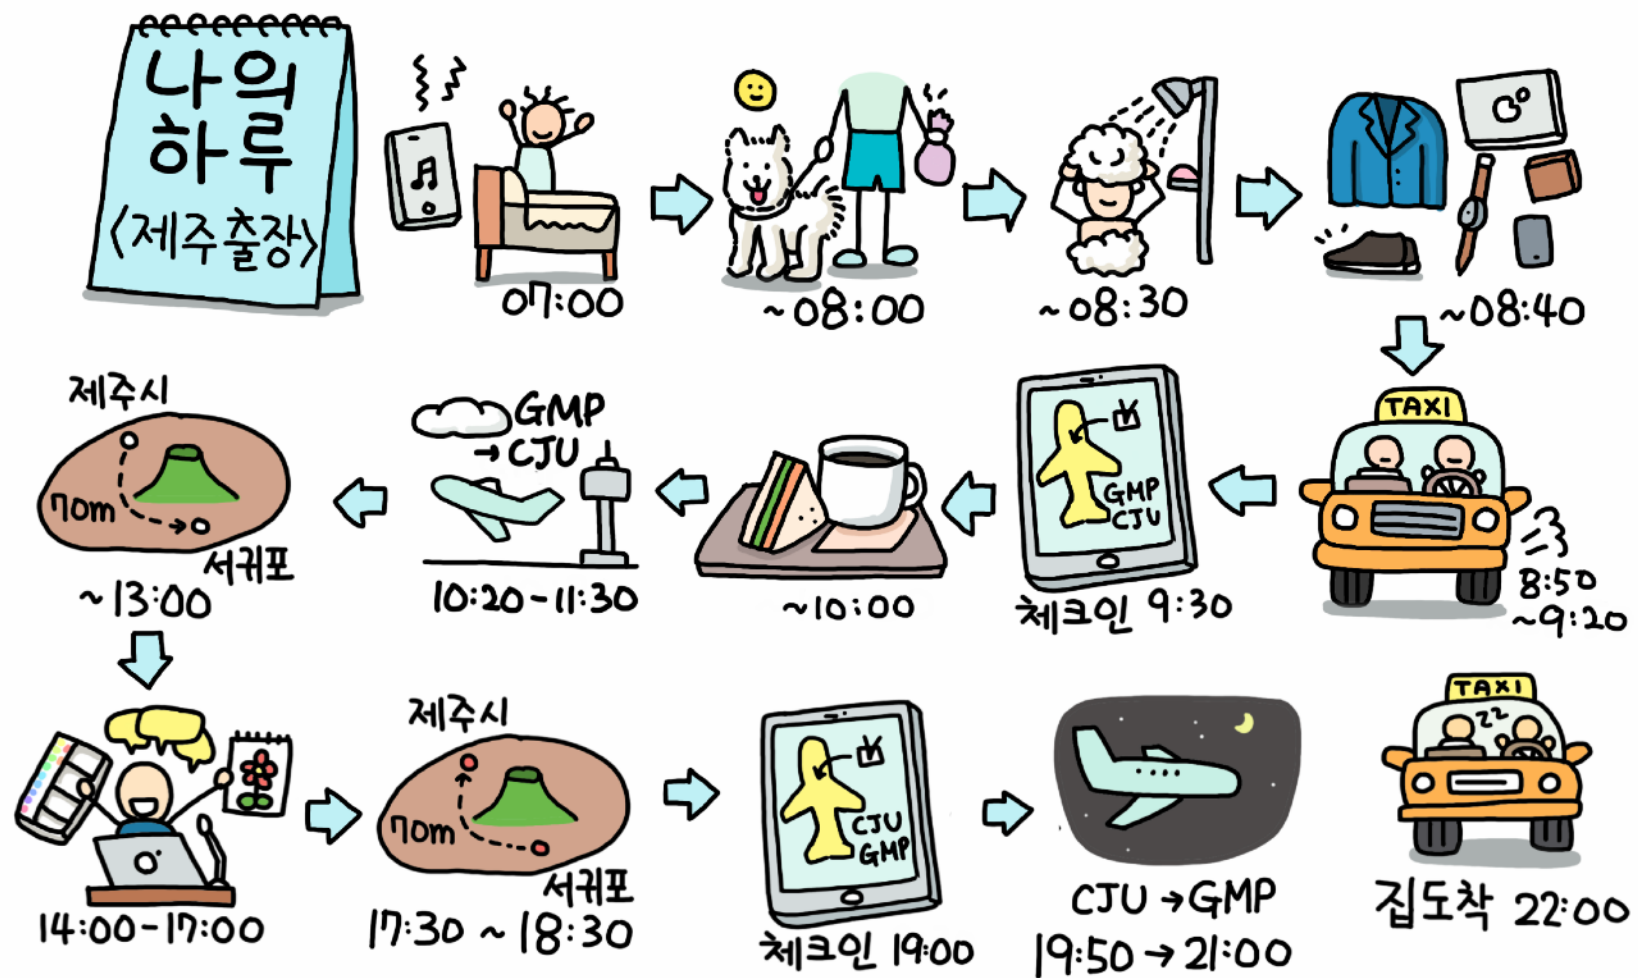 나의
하루
<제주출장>
07:00
~08:00
~08:30
~08:40
TAXI
8:50
~9:20
GMP
CJU
체크인 9:30
~10:00
GMP
→CJU
10:20-11:30
제주시
70m
서귀포
~13:00
14:00-17:00
제주시
70m
서귀포
17:30 ~ 18:30
CJU
GMP
체크인 19:00
CJU→GMP
19:50→21:00
TAXI
zz
집도착 22:00